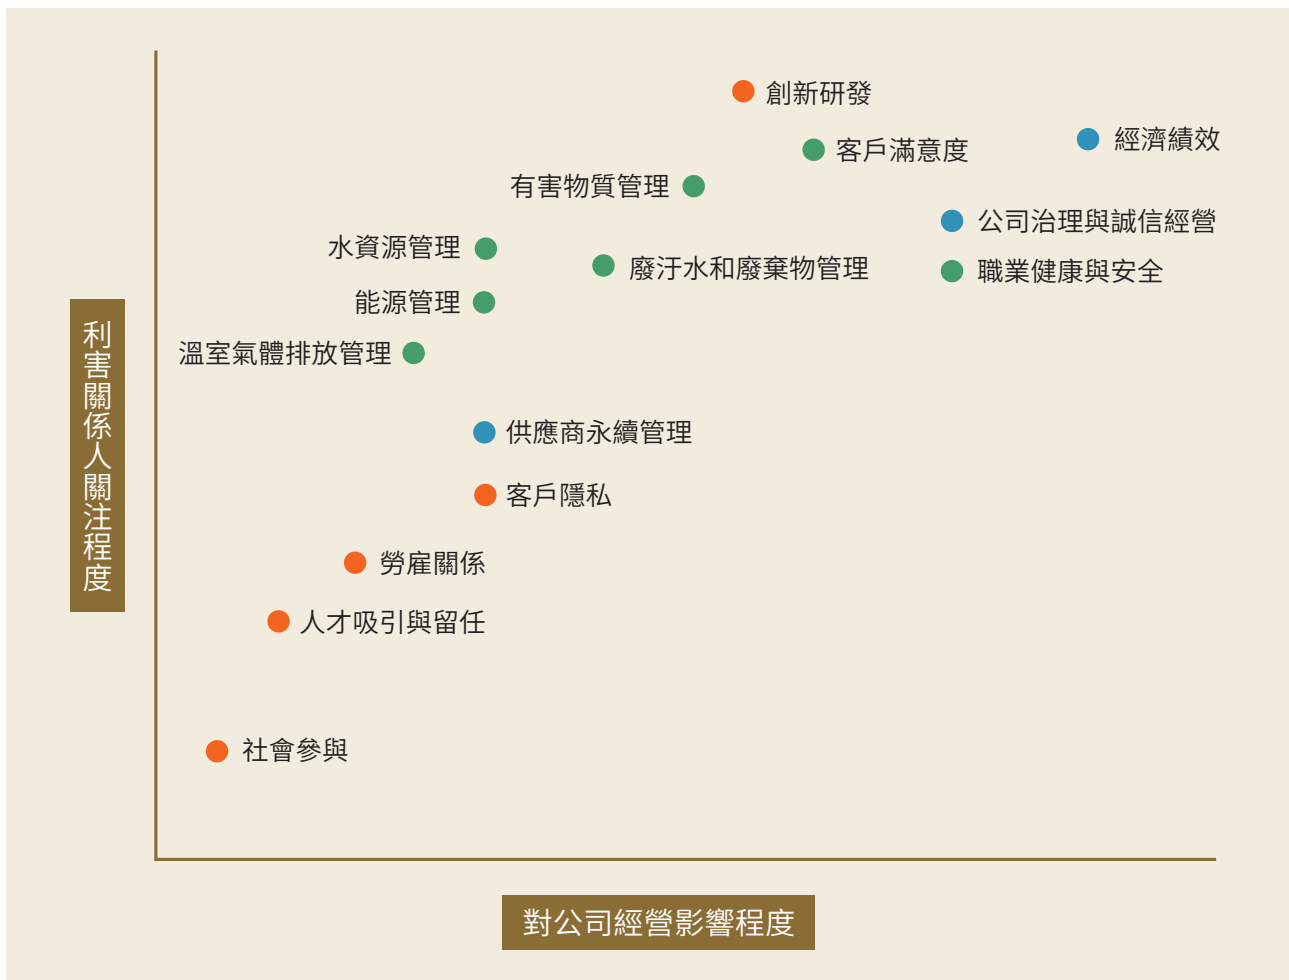 創新研發
經濟績效
客戶滿意度
有害物質管理
公司治理與誠信經營
水資源管理
廢汙水和廢棄物管理
職業健康與安全
能源管理
溫室氣體排放管理
供應商永續管理
客戶隱私
勞雇關係
人才吸引與留任
社會參與
利害關係人關注程度
對公司經營影響程度